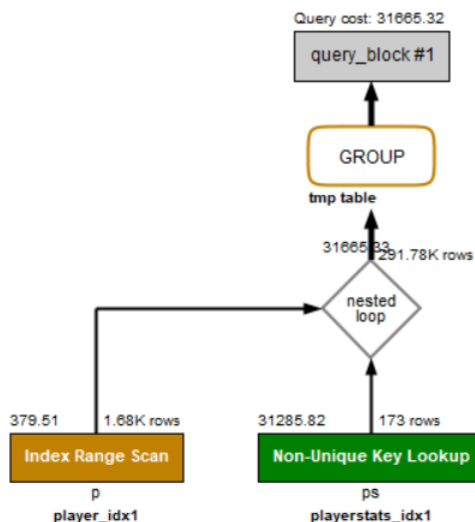 Query cost: 31665.32
query_block #1
GROUP
tmp table
31665.33
291.78K rows
nested
loop
379.51 1.68K rows
31285.82 173 rows
Index Range Scan
Non-Unique Key Lookup
p
ps
player_idx1
playerstats_idx1